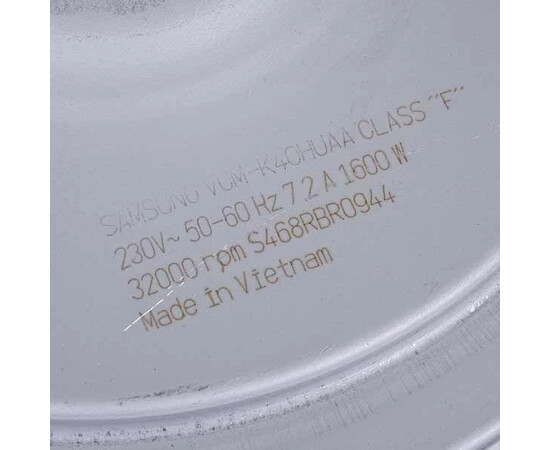 SAMSUNG VCM-K40HUAA CLASS "F"
230V~ 50-60 Hz 7.2 A 1600 W
32000 rpm S468RBR0944
Made in Vietnam